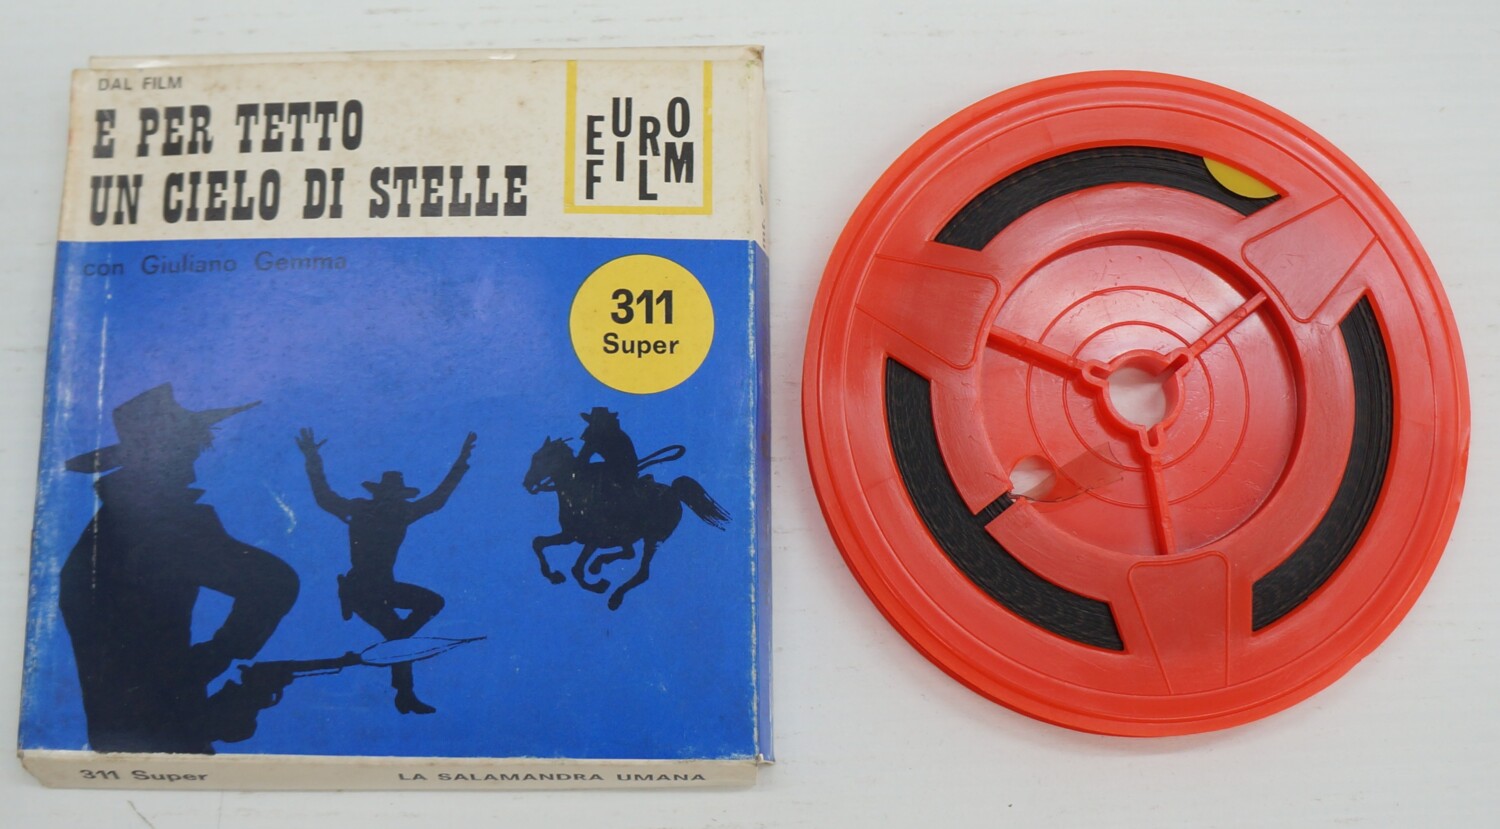 DAL FILM
E PER TETTO
UN CIELO DI STELLE
EURO
FILM
con Giuliano Gemma
311
Super
311 Super
LA SALAMANDRA UMANA